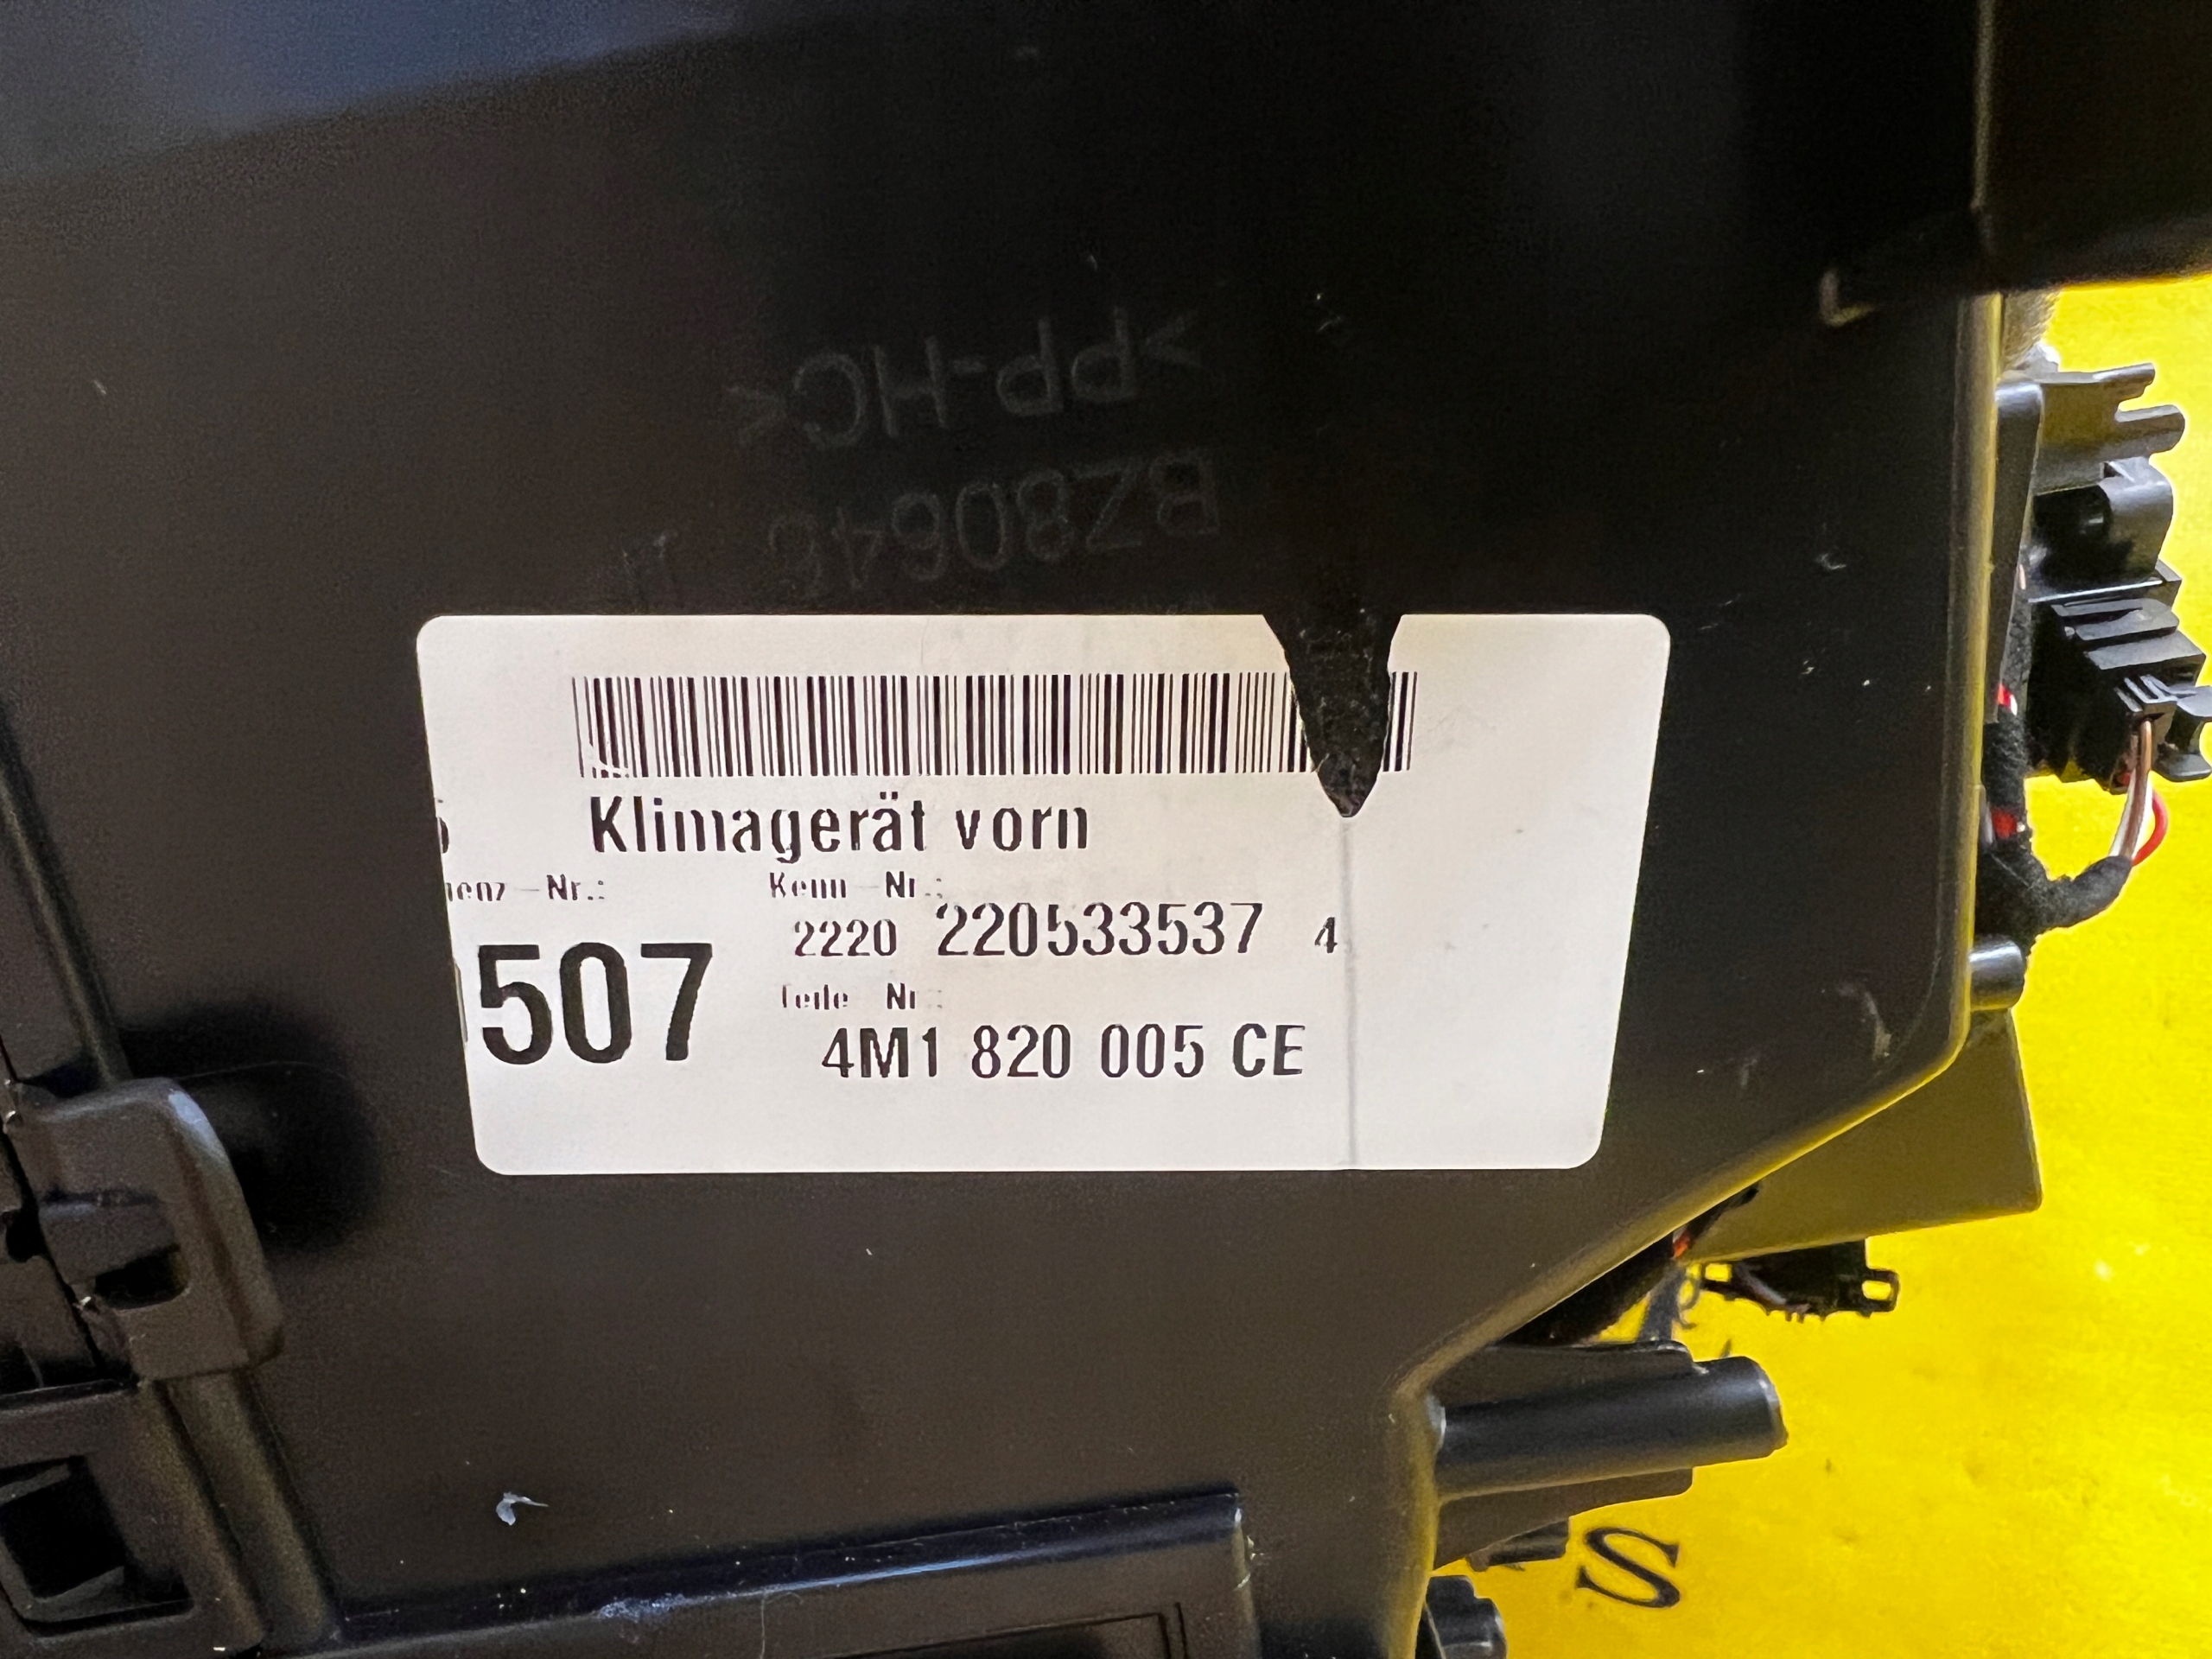 >PP-HC<
BZ80646
Klimagerät vorn
Kenn-Nr.:
2220 220533537 4
507
Teile-Nr.:
4M1 820 005 CE
S